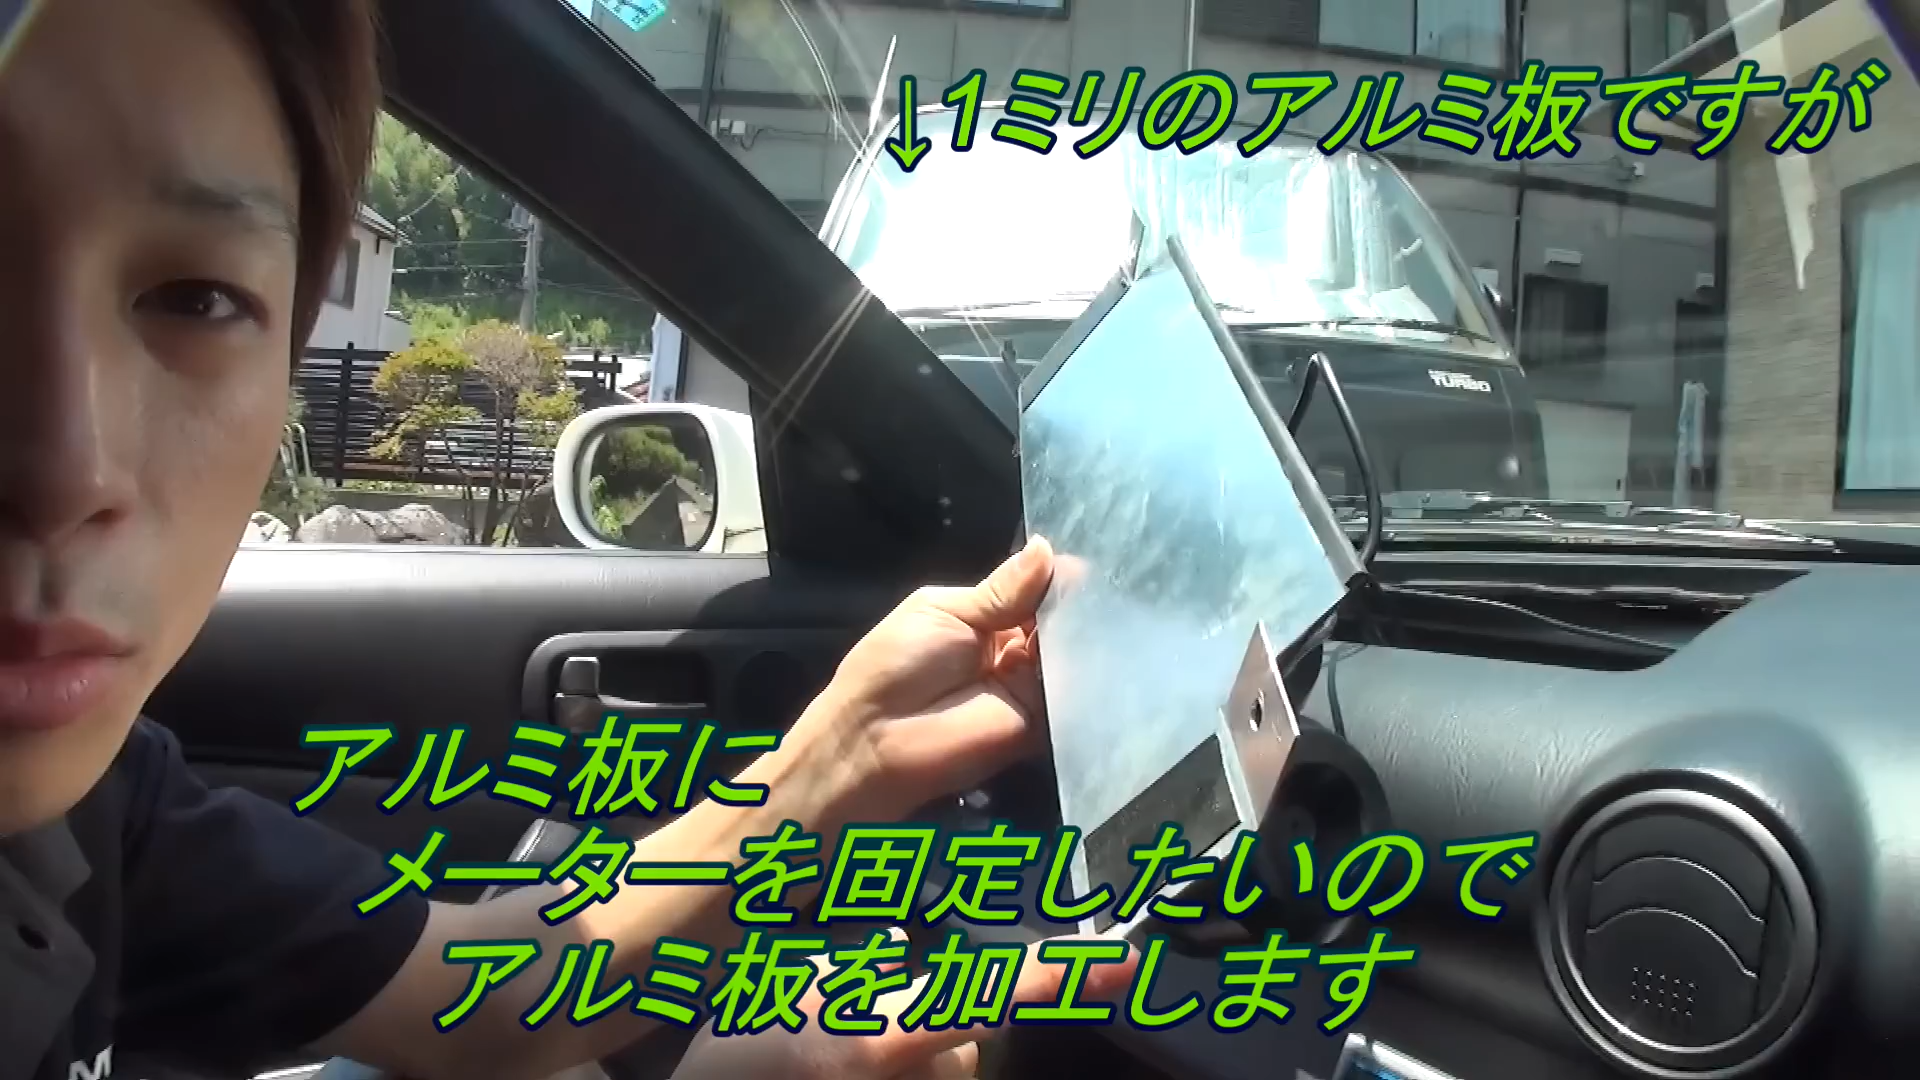 ↓1ミリのアルミ板ですが
TURBO
アルミ板に
メーターを固定したいので
アルミ板を加工します
M